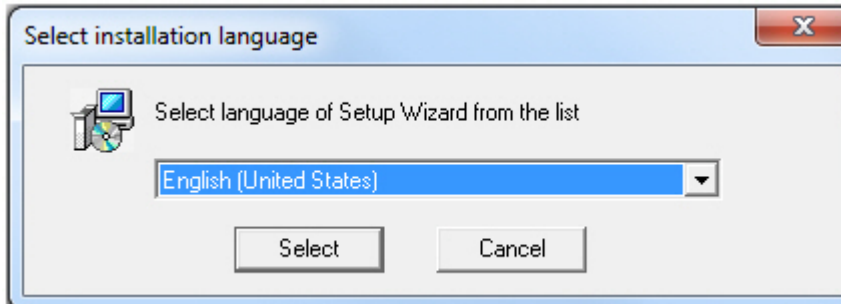 Select installation language
Select language of Setup Wizard from the list
English (United States)
Select
Cancel